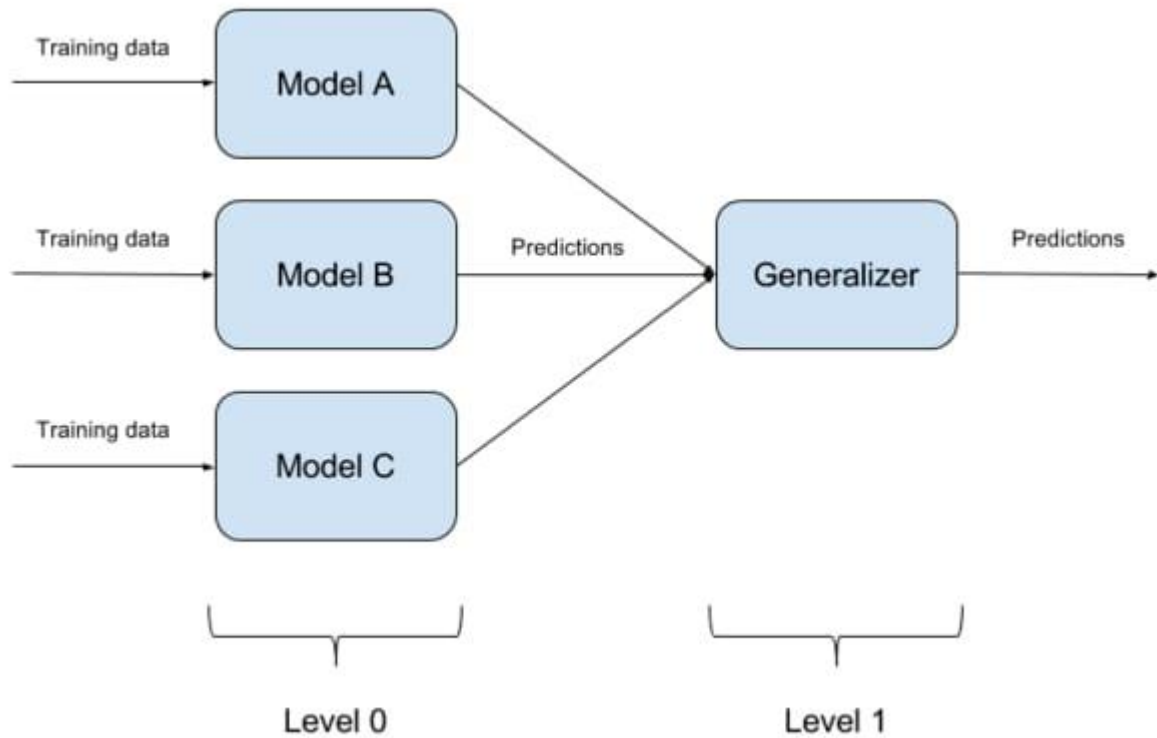 Training data
Model A
Training data
Model B
Predictions
Generalizer
Predictions
Training data
Model C
Level 0
Level 1